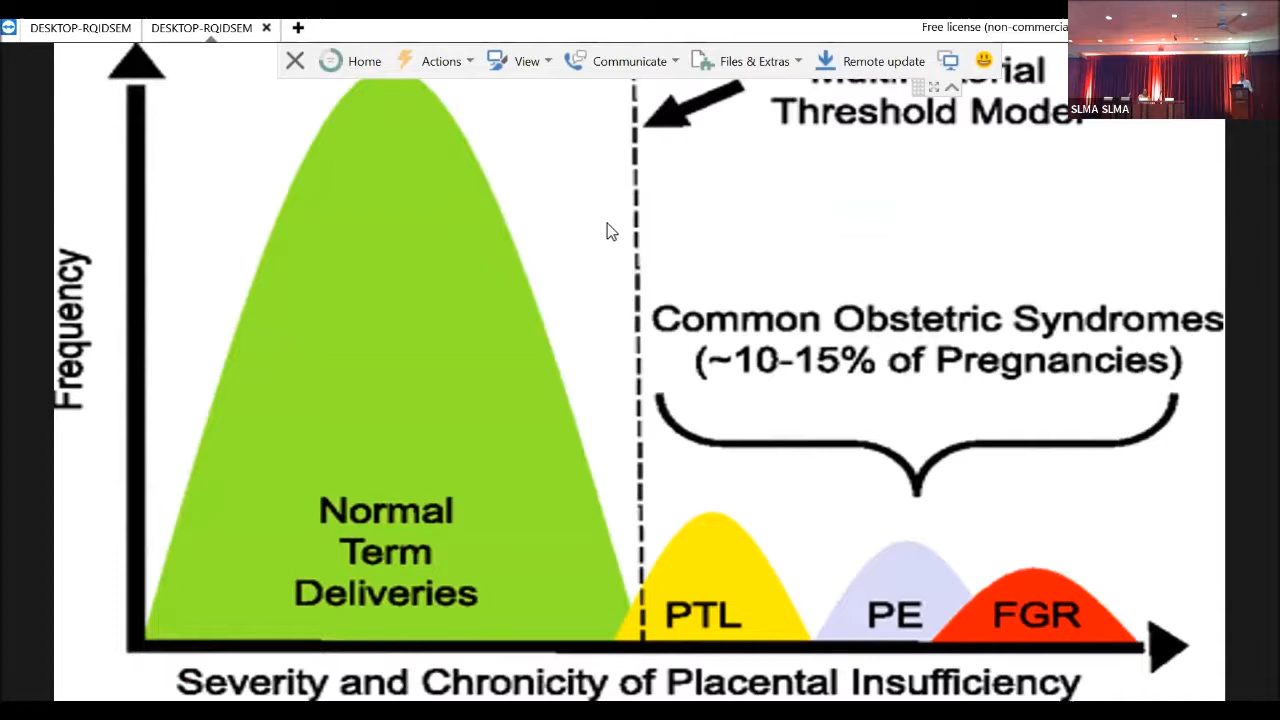 DESKTOP-RQIDSEM
DESKTOP-RQIDSEM
Free license (non-commercia
Home
Actions
View
Communicate
Files & Extras
Remote update
SLMA SLMA
Threshold Model
Frequency
Common Obstetric Syndromes
(~10-15% of Pregnancies)
Normal
Term
Deliveries
PTL
PE
FGR
Severity and Chronicity of Placental Insufficiency